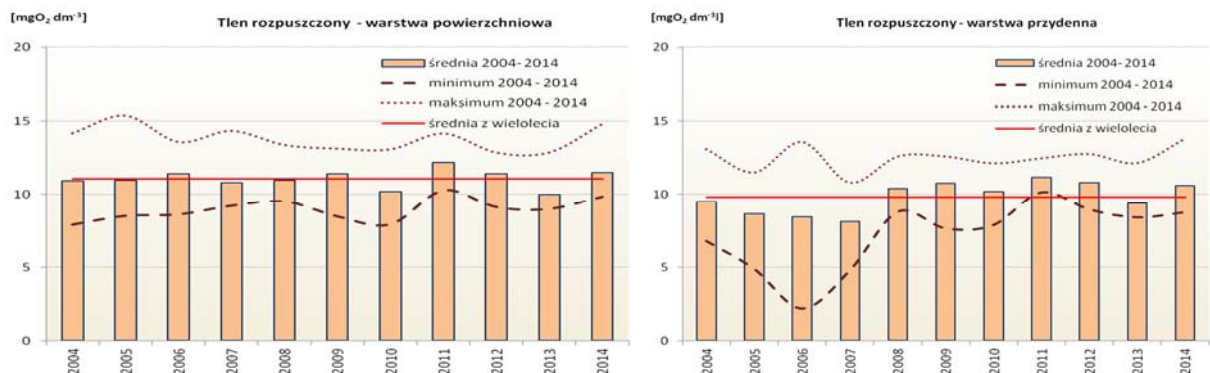 [mgO₂ dm⁻³] Tlen rozpuszczony - warstwa powierzchniowa
20
15
10
5
0
średnia 2004- 2014
minimum 2004 - 2014
maksimum 2004 - 2014
średnia z wielolecia
2004 2005 2006 2007 2008 2009 2010 2011 2012 2013 2014
[mgO₂ dm⁻³l] Tlen rozpuszczony - warstwa przydenna
20
15
10
5
0
średnia 2004- 2014
minimum 2004 - 2014
maksimum 2004 - 2014
średnia z wielolecia
2004 2005 2006 2007 2008 2009 2010 2011 2012 2013 2014